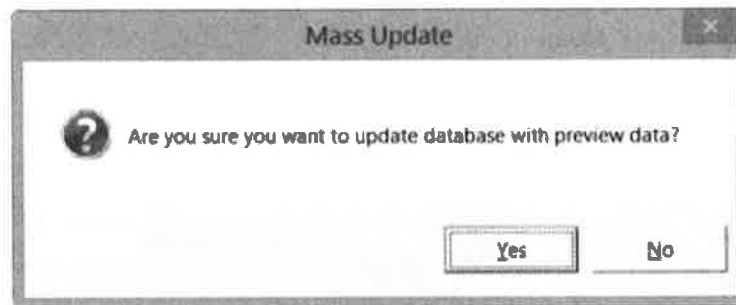 Mass Update
Are you sure you want to update database with preview data?
Yes
No